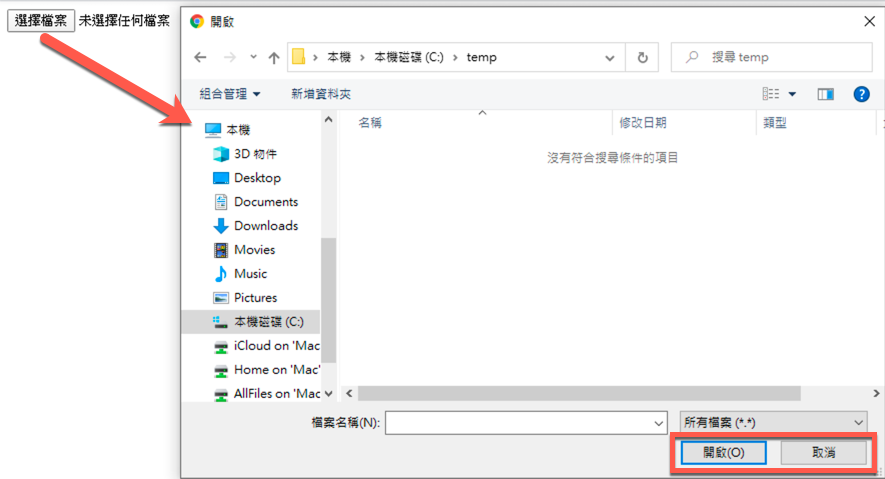 選擇檔案 未選擇任何檔案
開啟
本機 > 本機磁碟 (C:) > temp
搜尋 temp
組合管理
新增資料夾
名稱
修改日期
類型
沒有符合搜尋條件的項目
本機
3D 物件
Desktop
Documents
Downloads
Movies
Music
Pictures
本機磁碟 (C:)
iCloud on 'Mac
Home on 'Mac'
AllFiles on 'Mac
檔案名稱(N):
所有檔案 (*.*)
開啟(O)
取消